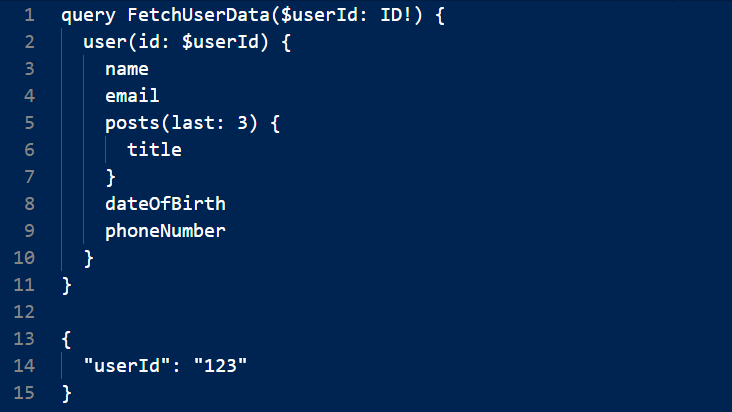 1 query FetchUserData($userId: ID!) {
2 user(id: $userId) {
3 name
4 email
5 posts(last: 3) {
6 title
7 }
8 dateOfBirth
9 phoneNumber
10 }
11 }
12
13 {
14 "userId": "123"
15 }